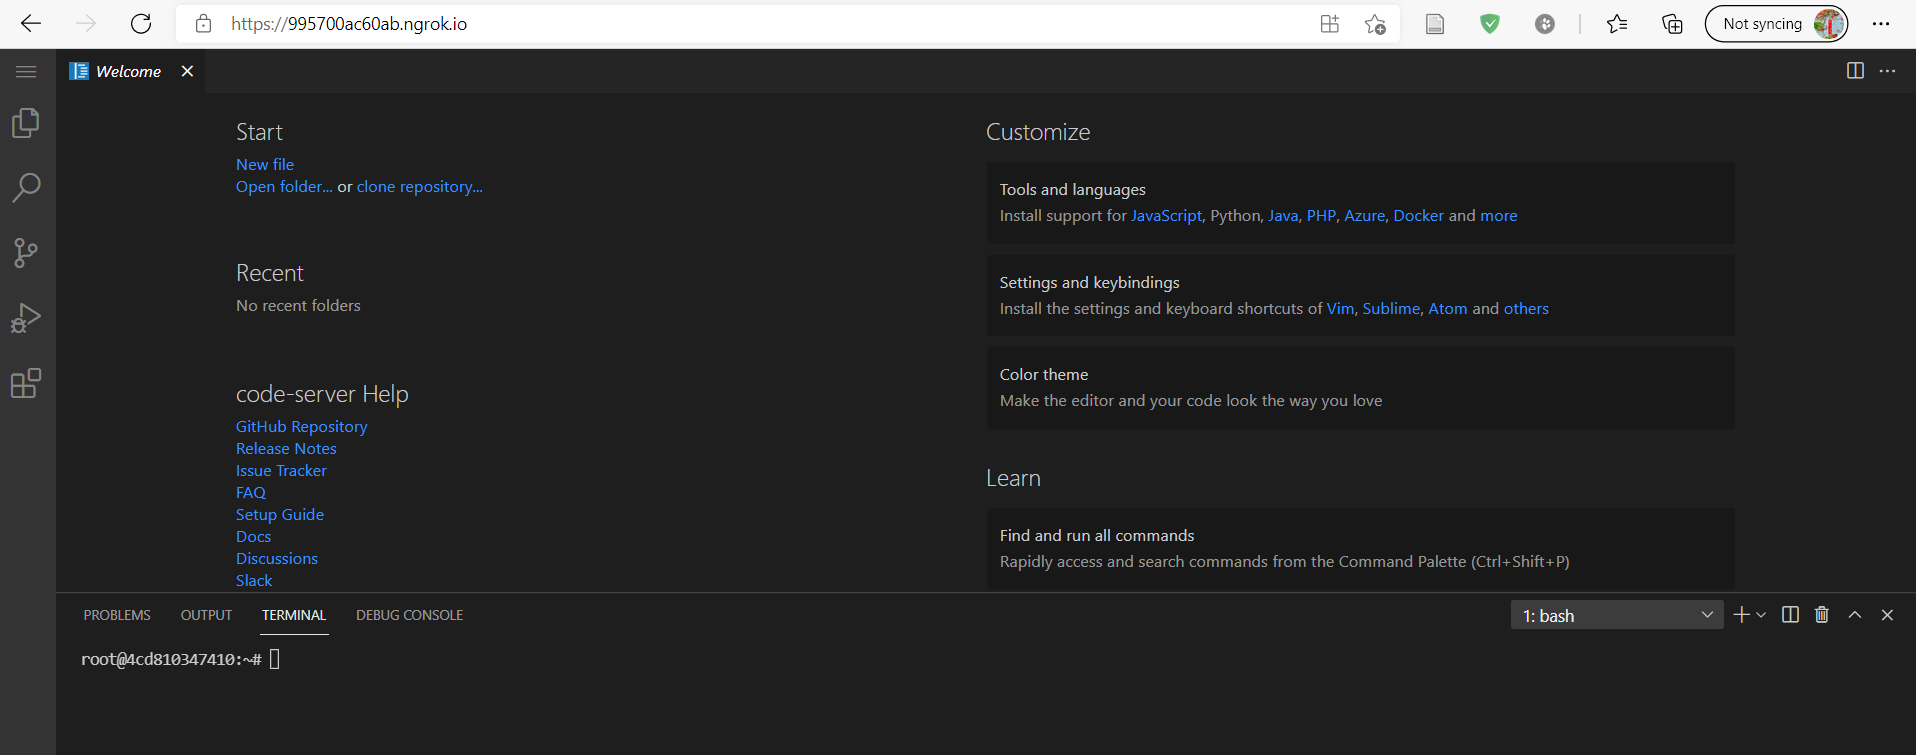 https://995700ac60ab.ngrok.io
Not syncing
Welcome
Start
New file
Open folder... or clone repository...
Recent
No recent folders
code-server Help
GitHub Repository
Release Notes
Issue Tracker
FAQ
Setup Guide
Docs
Discussions
Slack
Customize
Tools and languages
Install support for JavaScript, Python, Java, PHP, Azure, Docker and more
Settings and keybindings
Install the settings and keyboard shortcuts of Vim, Sublime, Atom and others
Color theme
Make the editor and your code look the way you love
Learn
Find and run all commands
Rapidly access and search commands from the Command Palette (Ctrl+Shift+P)
PROBLEMS OUTPUT TERMINAL DEBUG CONSOLE 1: bash
root@4cd810347410:~#